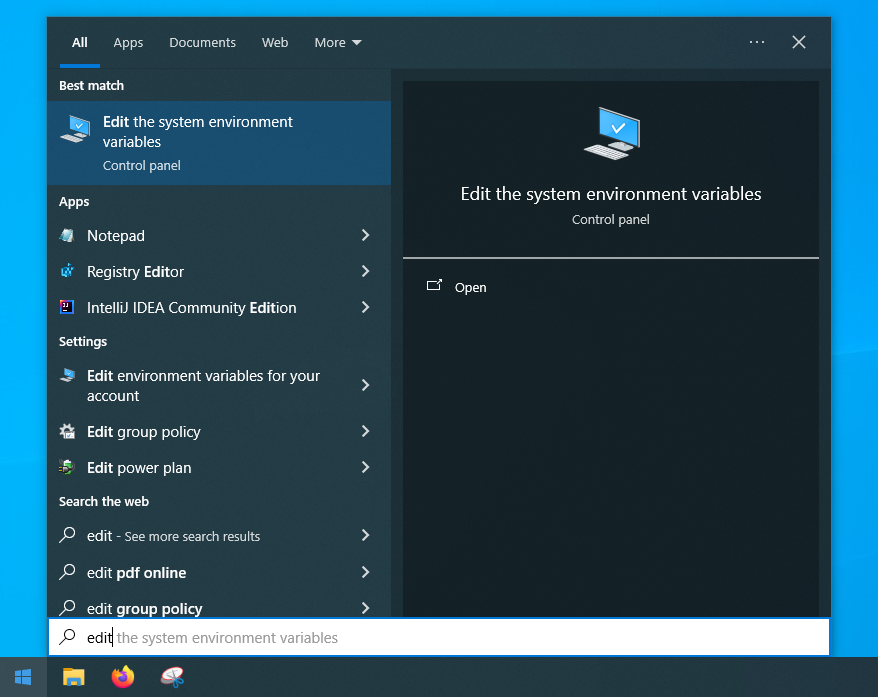 All Apps Documents Web More ...
Best match
Edit the system environment
variables
Control panel
Apps
Notepad
Registry Editor
IntelliJ IDEA Community Edition
Settings
Edit environment variables for your
account
Edit group policy
Edit power plan
Search the web
edit - See more search results
edit pdf online
edit group policy
edit the system environment variables
Edit the system environment variables
Control panel
Open